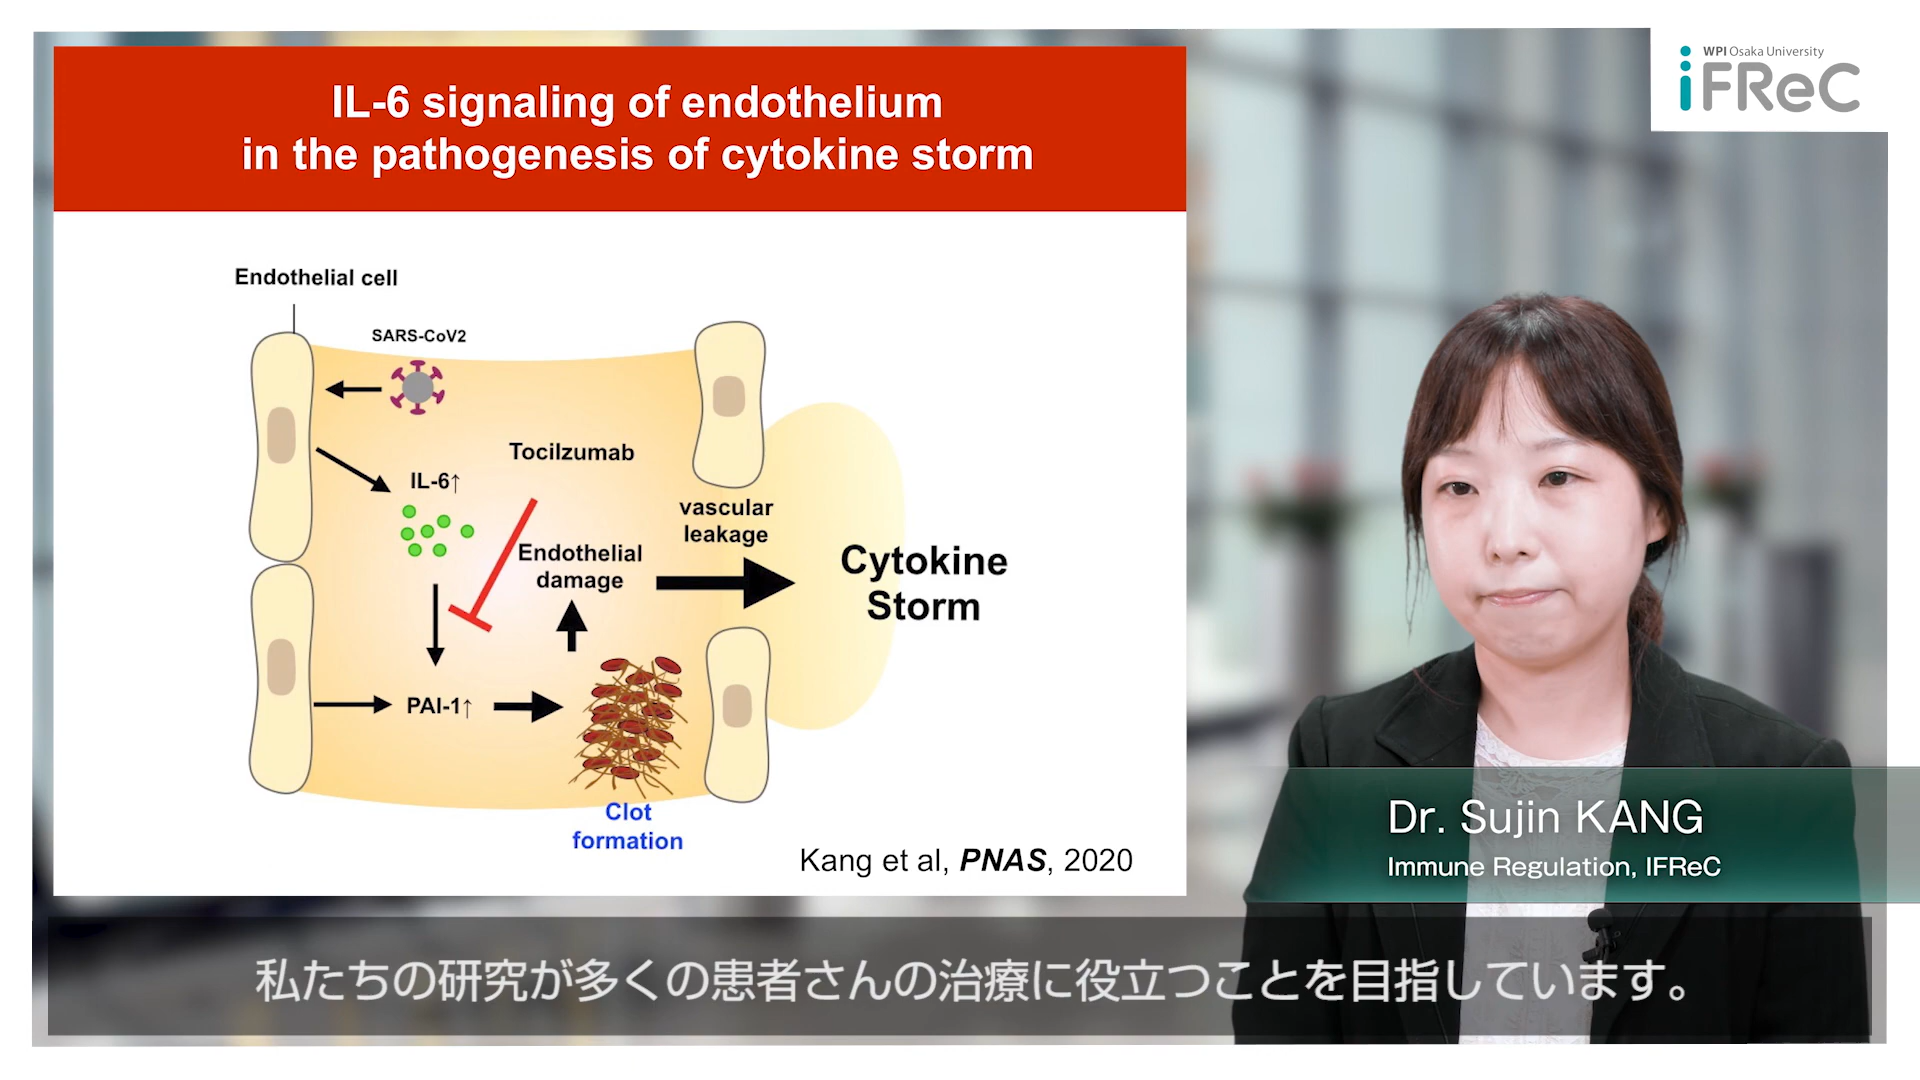 IL-6 signaling of endothelium
in the pathogenesis of cytokine storm
WPI Osaka University
iFReC
Endothelial cell
SARS-CoV2
IL-6↑
Tocilzumab
Endothelial
damage
vascular
leakage
Cytokine
Storm
PAI-1↑
Clot
formation
Kang et al, PNAS, 2020
Dr. Sujin KANG
Immune Regulation, IFReC
私たちの研究が多くの患者さんの治療に役立つことを目指しています。